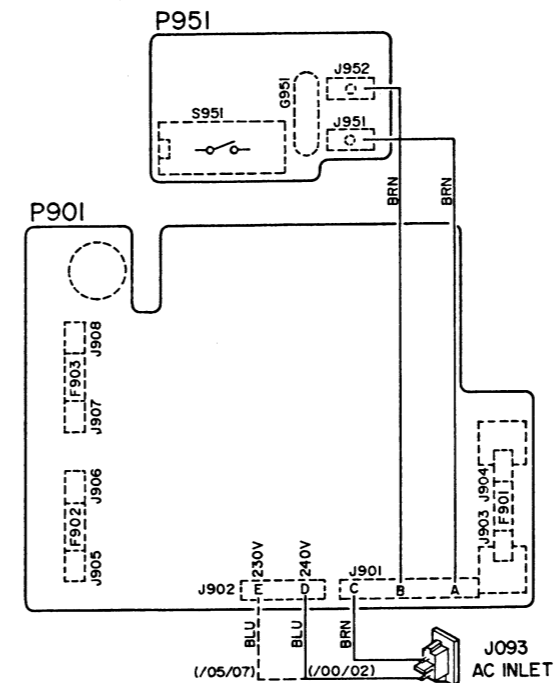 P951
J952
G951
S951
J951
BRN
BRN
P901
J908
F903
J907
J906
F902
J905
J904
F901
J903
230V
240V
J901
J902
E
D
C
B
A
BLU
BLU
BRN
(/05/07)
(/00/02)
J093
AC INLET